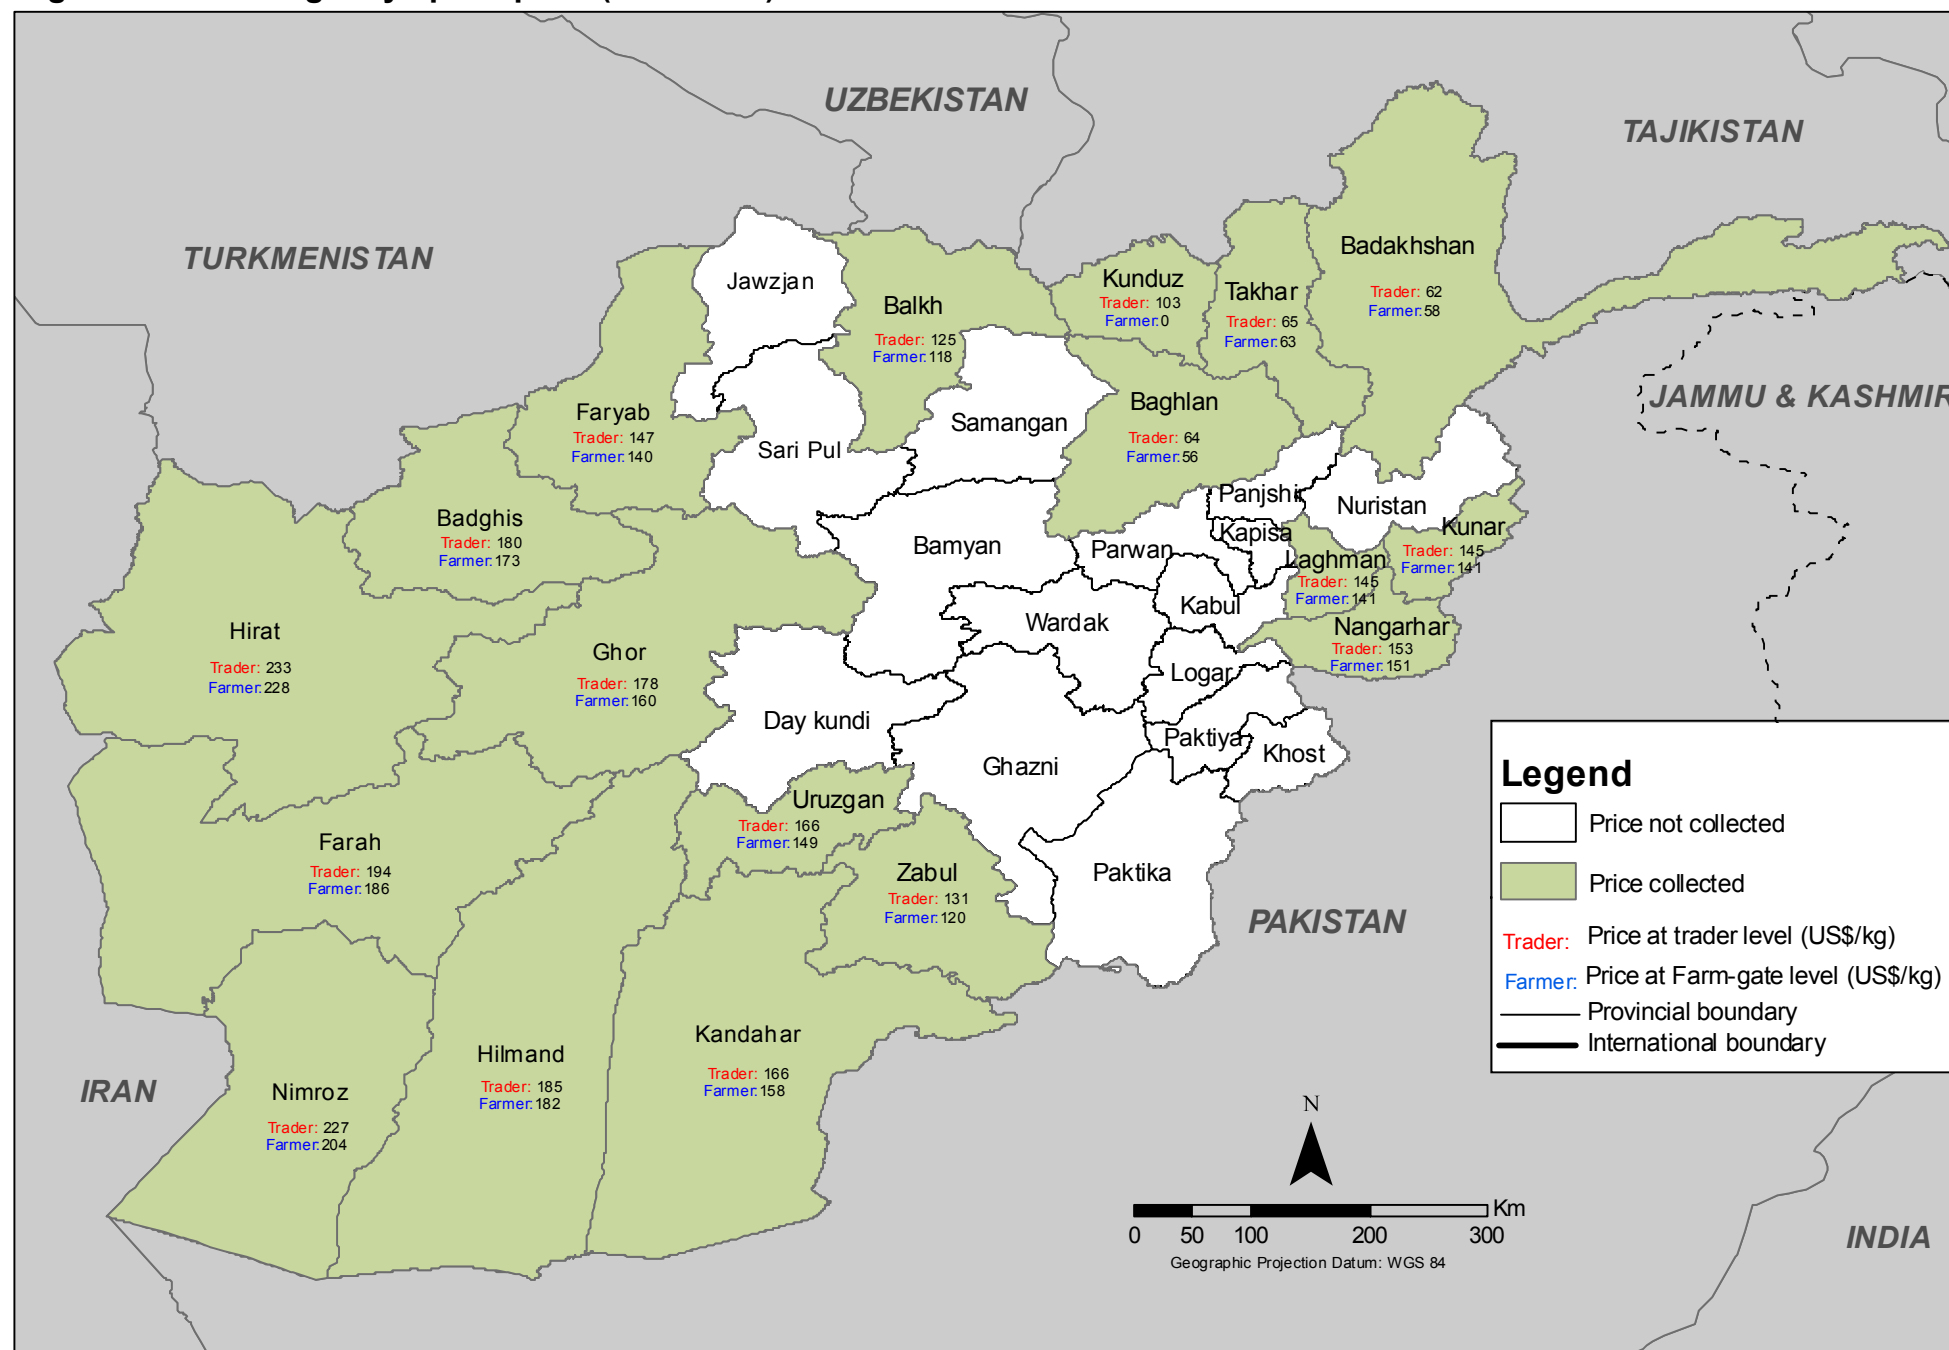 UZBEKISTAN
TAJIKISTAN
TURKMENISTAN
JAMMU & KASHMIR
PAKISTAN
IRAN
INDIA
Jawzjan
Balkh
Trader: 125
Farmer: 118
Kunduz
Trader: 103
Farmer: 0
Takhar
Trader: 65
Farmer: 63
Badakhshan
Trader: 62
Farmer: 58
Faryab
Trader: 147
Farmer: 140
Sari Pul
Samangan
Baghlan
Trader: 64
Farmer: 56
Badghis
Trader: 180
Farmer: 173
Bamyan
Panjshir
Nuristan
Kapisa
Parwan
Kunar
Trader: 145
Farmer: 141
Laghman
Trader: 145
Farmer: 141
Hirat
Trader: 233
Farmer: 228
Ghor
Trader: 178
Farmer: 160
Wardak
Kabul
Nangarhar
Trader: 153
Farmer: 151
Logar
Day kundi
Ghazni
Paktiya
Khost
Uruzgan
Trader: 166
Farmer: 149
Farah
Trader: 194
Farmer: 186
Zabul
Trader: 131
Farmer: 120
Paktika
Kandahar
Trader: 166
Farmer: 158
Hilmand
Trader: 185
Farmer: 182
Nimroz
Trader: 227
Farmer: 204
Legend
Price not collected
Price collected
Trader: Price at trader level (US$/kg)
Farmer: Price at Farm-gate level (US$/kg)
Provincial boundary
International boundary
N
Km
0 50 100 200 300
Geographic Projection Datum: WGS 84